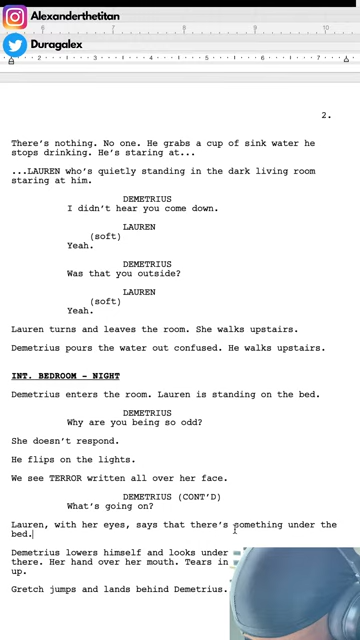 Alexanderthetitan
Duragalex
2.
There's nothing. No one. He grabs a cup of sink water he
stops drinking. He's staring at...
...LAUREN who's quietly standing in the dark living room
staring at him.
DEMETRIUS
I didn't hear you come down.
LAUREN
(soft)
Yeah.
DEMETRIUS
Was that you outside?
LAUREN
(soft)
Yeah.
Lauren turns and leaves the room. She walks upstairs.
Demetrius pours the water out confused. He walks upstairs.
INT. BEDROOM - NIGHT
Demetrius enters the room. Lauren is standing on the bed.
DEMETRIUS
Why are you being so odd?
She doesn't respond.
He flips on the lights.
We see TERROR written all over her face.
DEMETRIUS (CONT'D)
What's going on?
Lauren, with her eyes, says that there's something under the
bed.
Demetrius lowers himself and looks under
there. Her hand over her mouth. Tears in
up.
Gretch jumps and lands behind Demetrius.